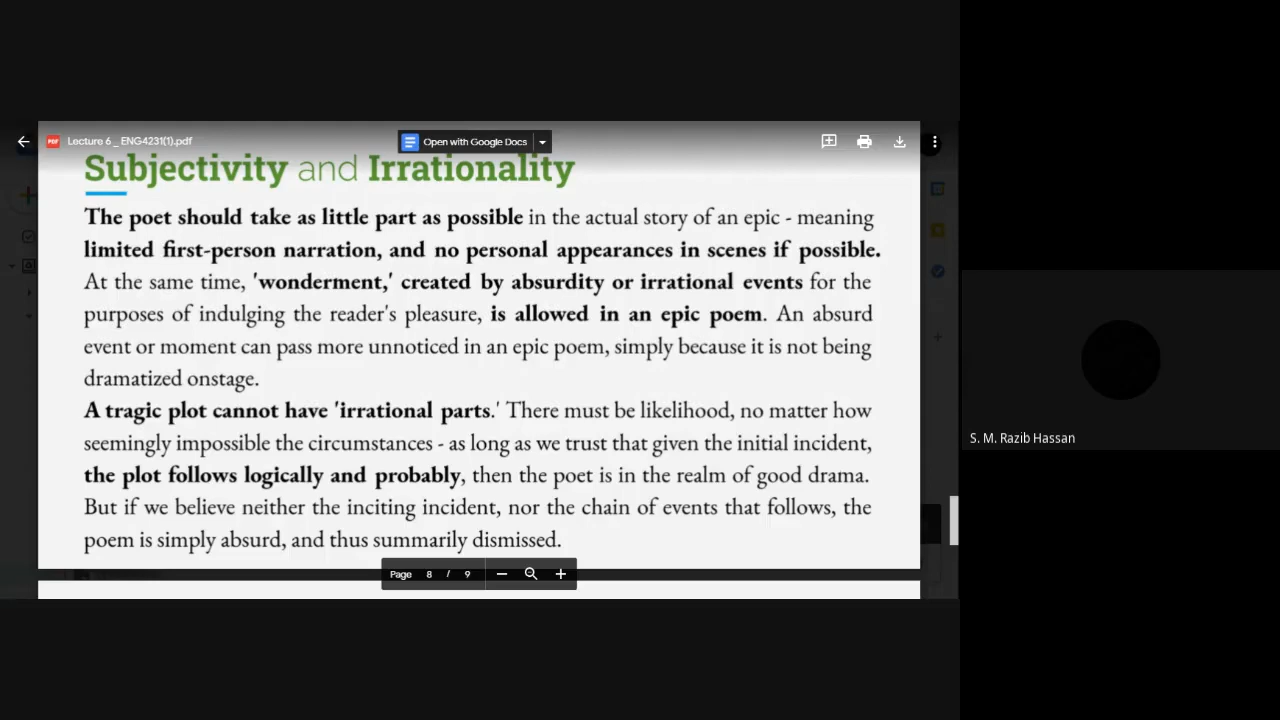 Lecture 6 _ ENG4231(1).pdf
Open with Google Docs
Subjectivity and Irrationality
The poet should take as little part as possible in the actual story of an epic - meaning
limited first-person narration, and no personal appearances in scenes if possible.
At the same time, 'wonderment,' created by absurdity or irrational events for the
purposes of indulging the reader's pleasure, is allowed in an epic poem. An absurd
event or moment can pass more unnoticed in an epic poem, simply because it is not being
dramatized onstage.
A tragic plot cannot have 'irrational parts.' There must be likelihood, no matter how
seemingly impossible the circumstances - as long as we trust that given the initial incident,
the plot follows logically and probably, then the poet is in the realm of good drama.
But if we believe neither the inciting incident, nor the chain of events that follows, the
poem is simply absurd, and thus summarily dismissed.
Page 8 / 9
S. M. Razib Hassan